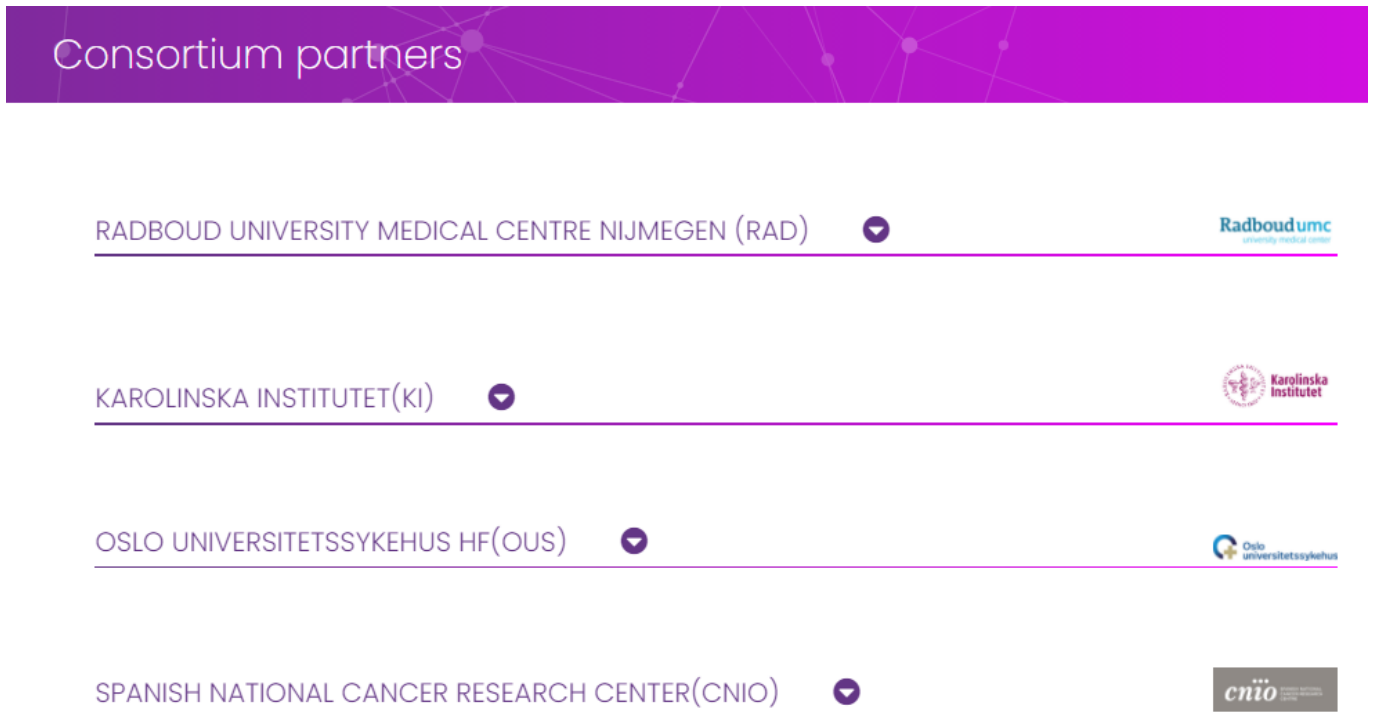 Consortium partners
RADBOUD UNIVERSITY MEDICAL CENTRE NIJMEGEN (RAD)
Radboudumc
university medical center
KAROLINSKA INSTITUTET(KI)
Karolinska
Institutet
OSLO UNIVERSITETSSYKEHUS HF(OUS)
Oslo
universitetssykehus
SPANISH NATIONAL CANCER RESEARCH CENTER(CNIO)
cnio